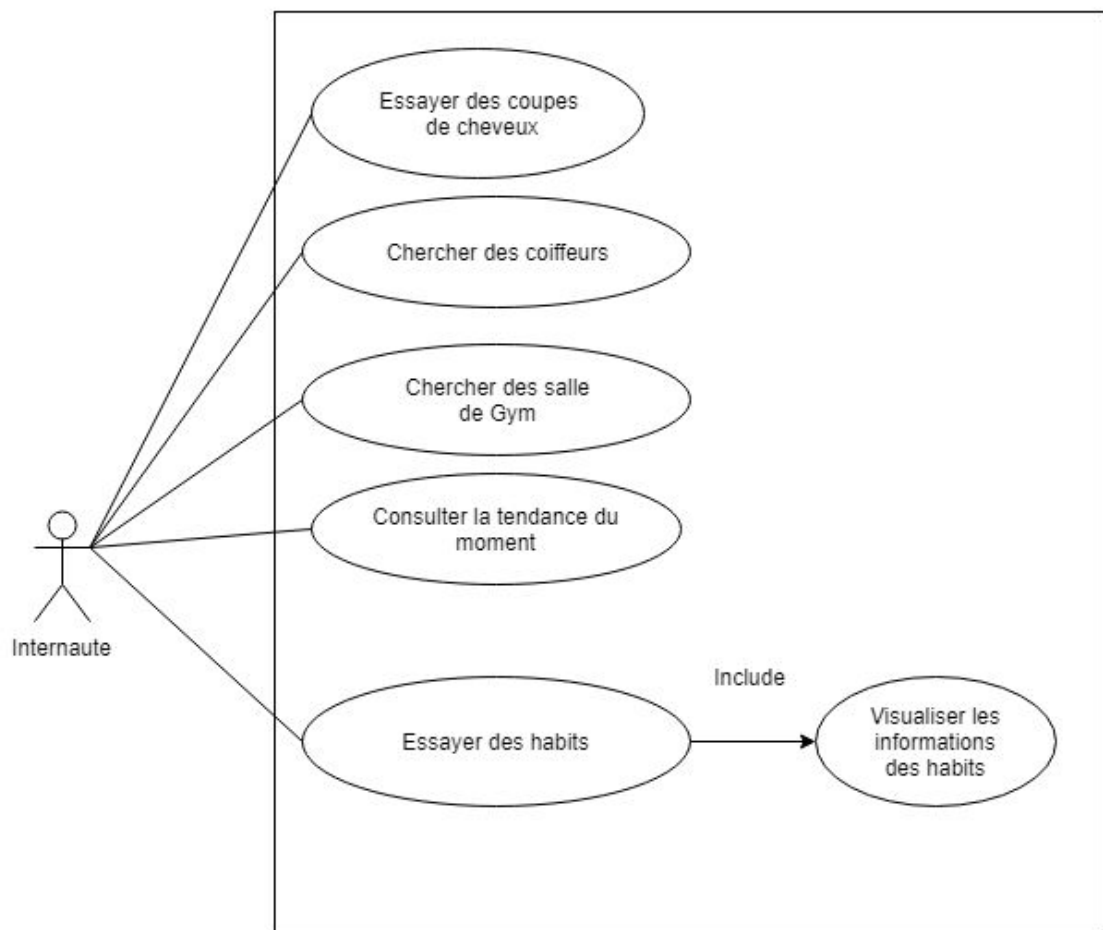 Essayer des coupes
de cheveux
Chercher des coiffeurs
Chercher des salle
de Gym
Consulter la tendance du
moment
Internaute
Include
Essayer des habits
Visualiser les
informations
des habits